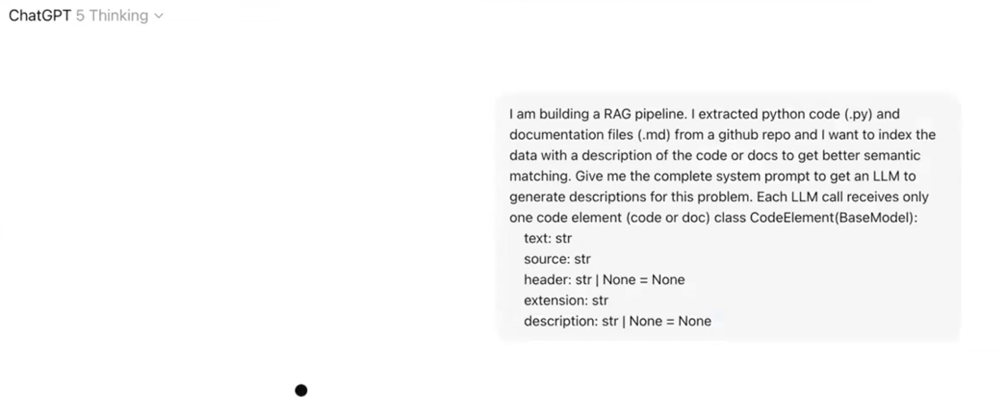 ChatGPT 5 Thinking
I am building a RAG pipeline. I extracted python code (.py) and
documentation files (.md) from a github repo and I want to index the
data with a description of the code or docs to get better semantic
matching. Give me the complete system prompt to get an LLM to
generate descriptions for this problem. Each LLM call receives only
one code element (code or doc) class CodeElement(BaseModel):
text: str
source: str
header: str | None = None
extension: str
description: str | None = None